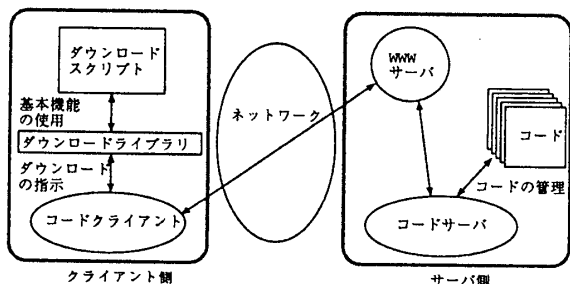 ダウンロード
スクリプト
基本機能
の使用
ダウンロードライブラリ
ダウンロード
の指示
コードクライアント
クライアント側
ネットワーク
WWW
サーバ
コード
コードの管理
コードサーバ
サーバ側